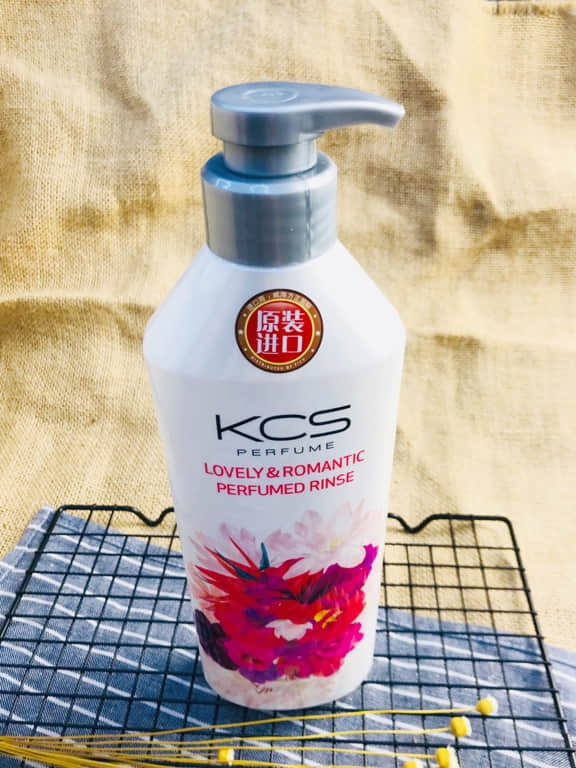 原装
进口
KCS
PERFUME
LOVELY & ROMANTIC
PERFUMED RINSE